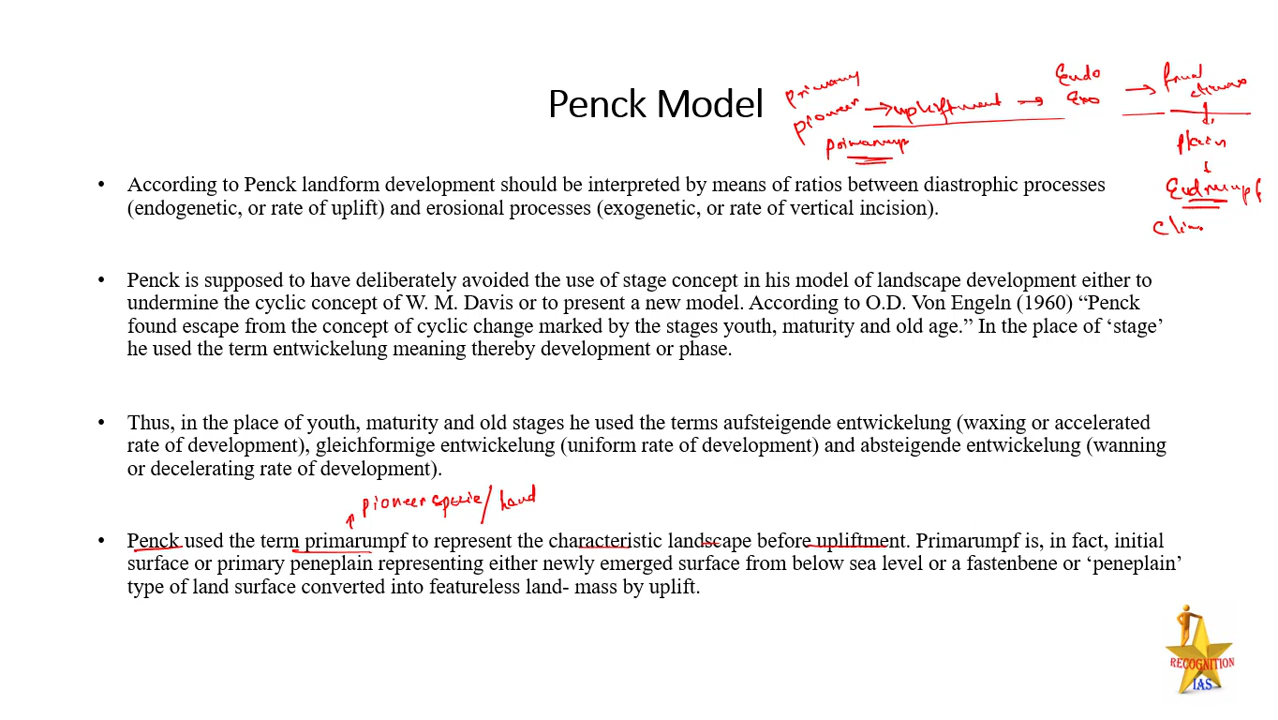 Penck Model
primary
pioneer → upliftment → Endo
Exo → final
climax
primarump
plain
Endrumpf
Clim
• According to Penck landform development should be interpreted by means of ratios between diastrophic processes
(endogenetic, or rate of uplift) and erosional processes (exogenetic, or rate of vertical incision).
• Penck is supposed to have deliberately avoided the use of stage concept in his model of landscape development either to
undermine the cyclic concept of W. M. Davis or to present a new model. According to O.D. Von Engeln (1960) “Penck
found escape from the concept of cyclic change marked by the stages youth, maturity and old age.” In the place of ‘stage’
he used the term entwickelung meaning thereby development or phase.
• Thus, in the place of youth, maturity and old stages he used the terms aufsteigende entwickelung (waxing or accelerated
rate of development), gleichformige entwickelung (uniform rate of development) and absteigende entwickelung (wanning
or decelerating rate of development).
pioneer specie/land
• Penck used the term primarumpf to represent the characteristic landscape before upliftment. Primarumpf is, in fact, initial
surface or primary peneplain representing either newly emerged surface from below sea level or a fastenbene or ‘peneplain’
type of land surface converted into featureless land- mass by uplift.
RECOGNITION
IAS